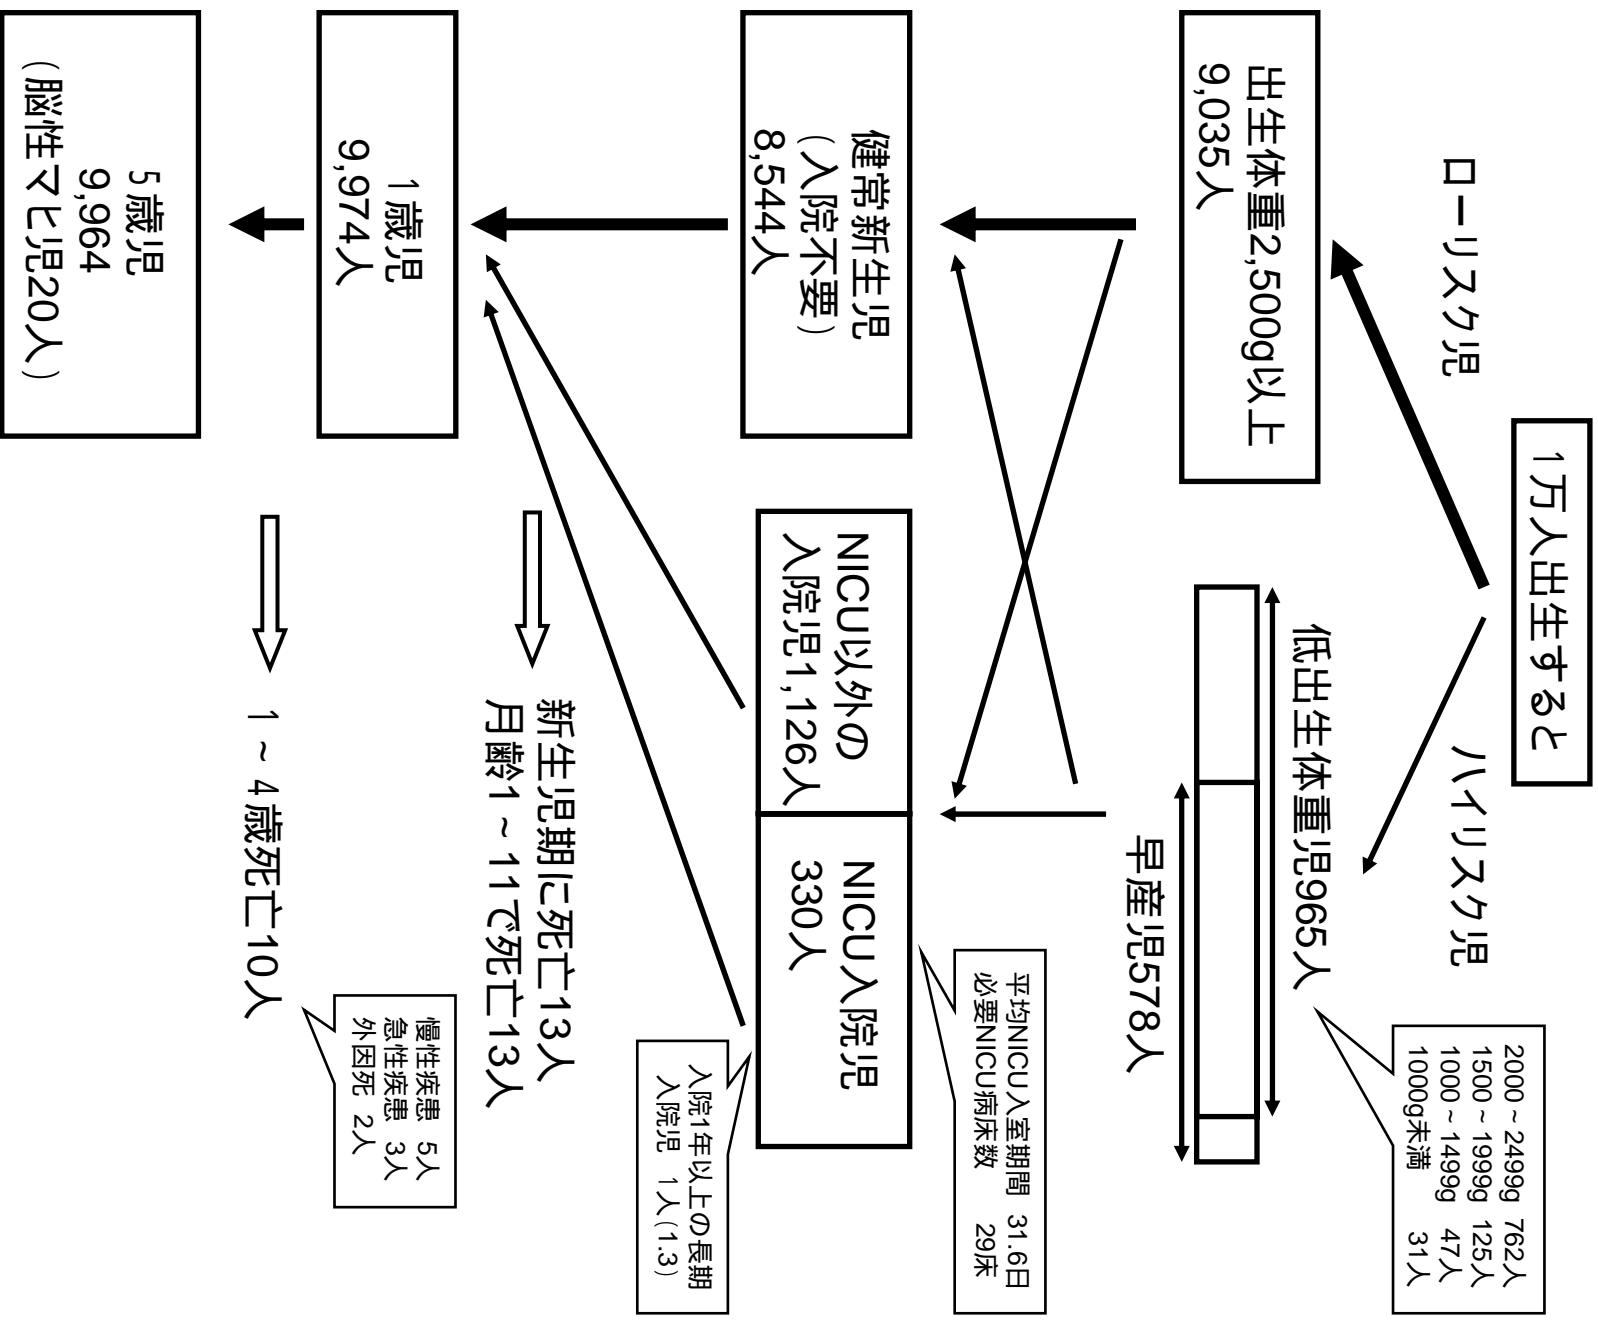 1万人出生すると
ローリスク児
ハイリスク児
出生体重2,500g以上
9,035人
低出生体重児965人
2000~2499g 762人
1500~1999g 125人
1000~1499g 47人
1000g未満 31人
早産児578人
健常新生児
(入院不要)
8,544人
NICU以外の
入院児1,126人
NICU入院児
330人
平均NICU入室期間 31.6日
必要NICU病床数 29床
入院1年以上の長期
入院児 1人(1.3)
1歳児
9,974人
新生児期に死亡13人
月齢1~11で死亡13人
5歳児
9,964
(脳性マヒ児20人)
1~4歳死亡10人
慢性疾患 5人
急性疾患 3人
外因死 2人